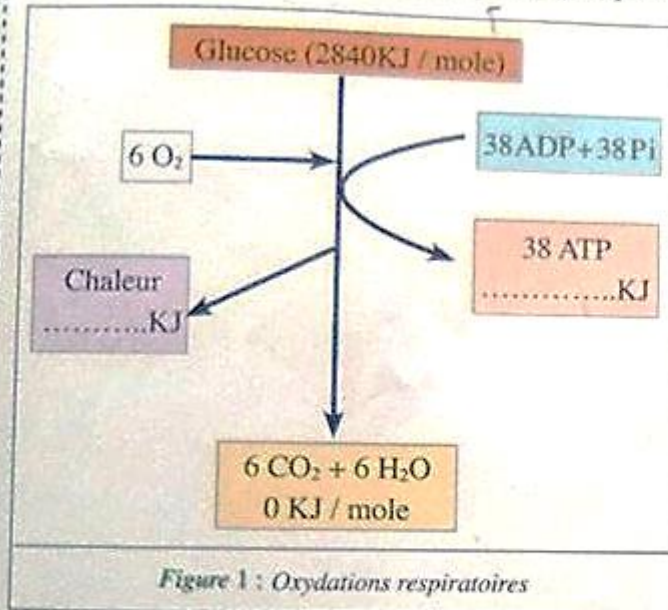 Glucose (2840KJ / mole)
6 O₂
38ADP+38Pi
38 ATP
..............KJ
Chaleur
...........KJ
6 CO₂ + 6 H₂O
0 KJ / mole
Figure 1 : Oxydations respiratoires